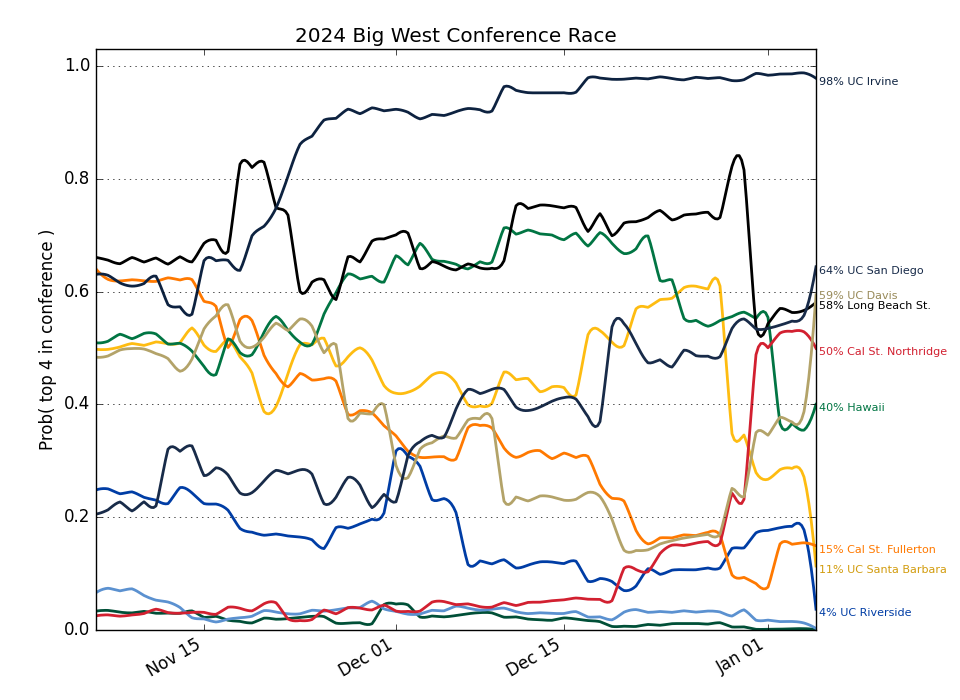 2024 Big West Conference Race
Prob( top 4 in conference )
1.0
0.8
0.6
0.4
0.2
0.0
Nov 15
Dec 01
Dec 15
Jan 01
98% UC Irvine
64% UC San Diego
59% UC Davis
58% Long Beach St.
50% Cal St. Northridge
40% Hawaii
15% Cal St. Fullerton
11% UC Santa Barbara
4% UC Riverside